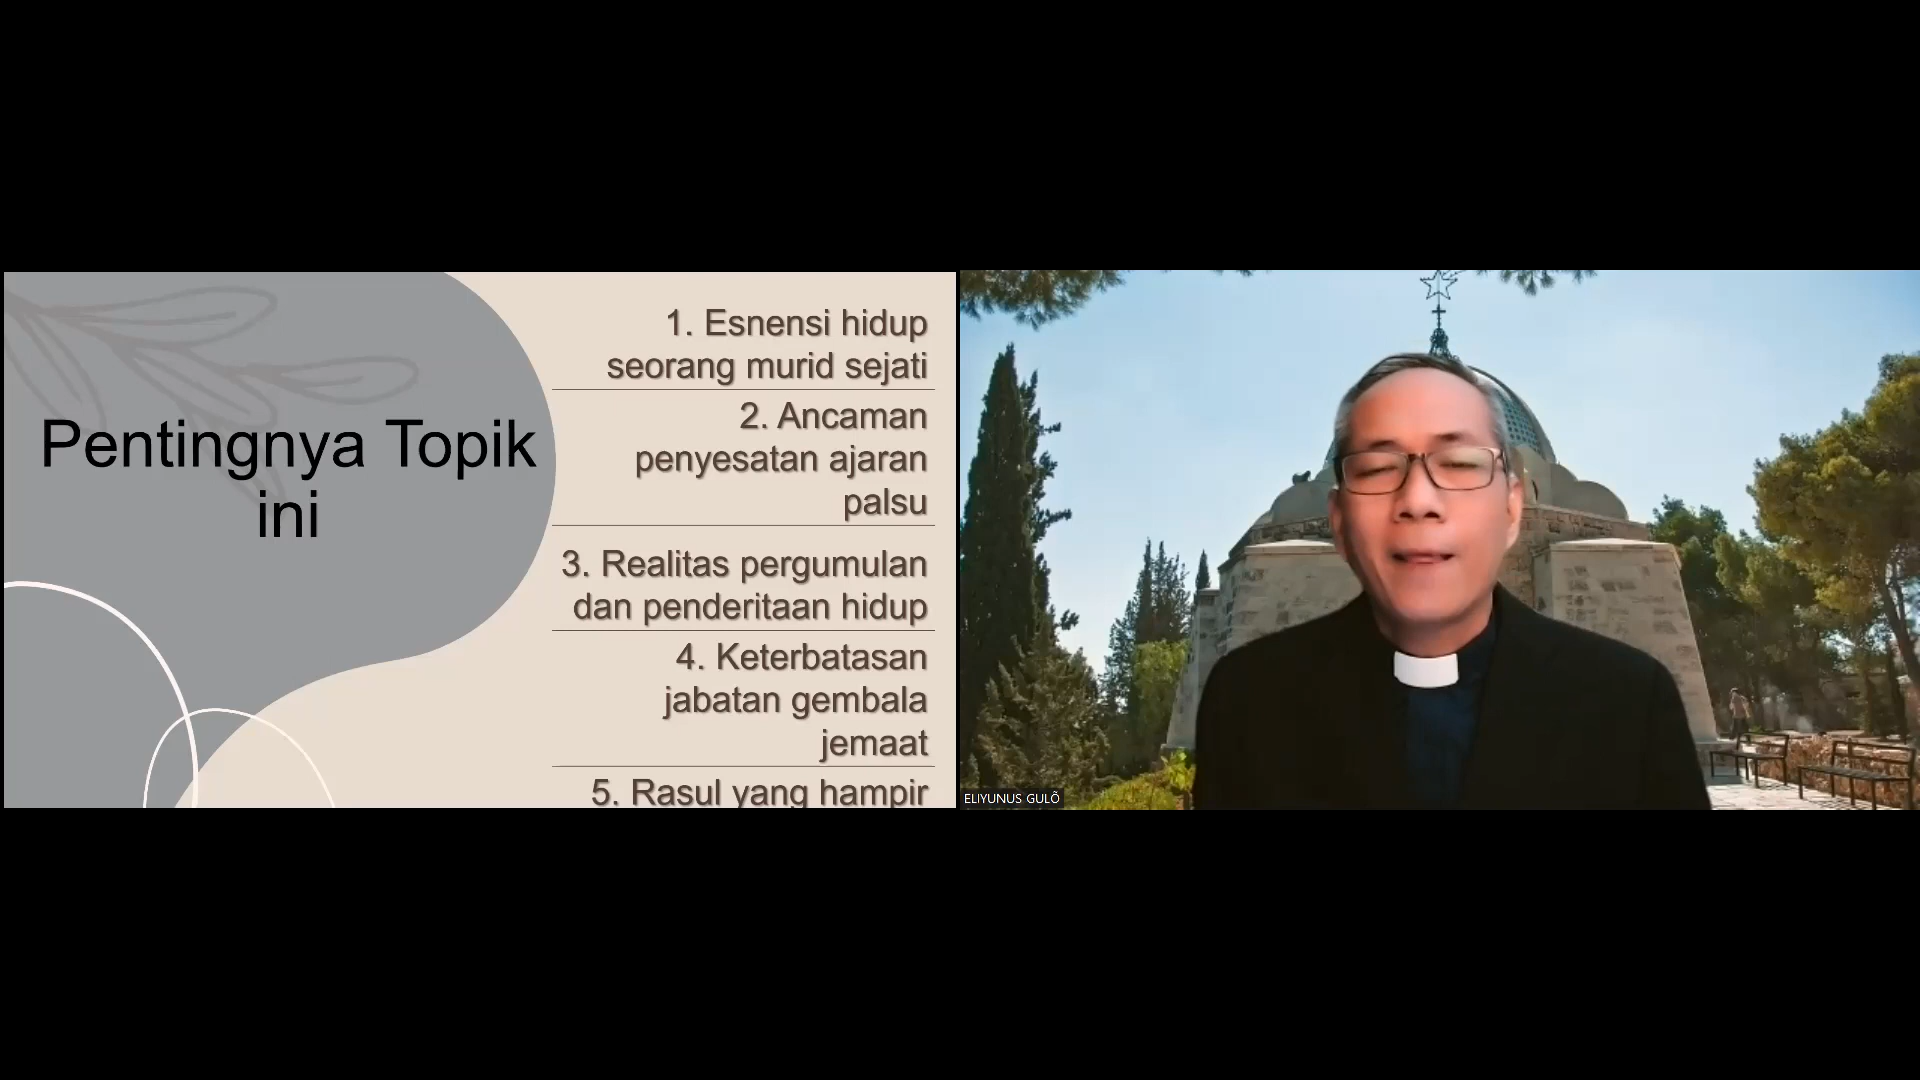 Pentingnya Topik
ini
1. Esnensi hidup
seorang murid sejati
2. Ancaman
penyesatan ajaran
palsu
3. Realitas pergumulan
dan penderitaan hidup
4. Keterbatasan
jabatan gembala
jemaat
5. Rasul yang hampir
ELIYUNUS GULÕ